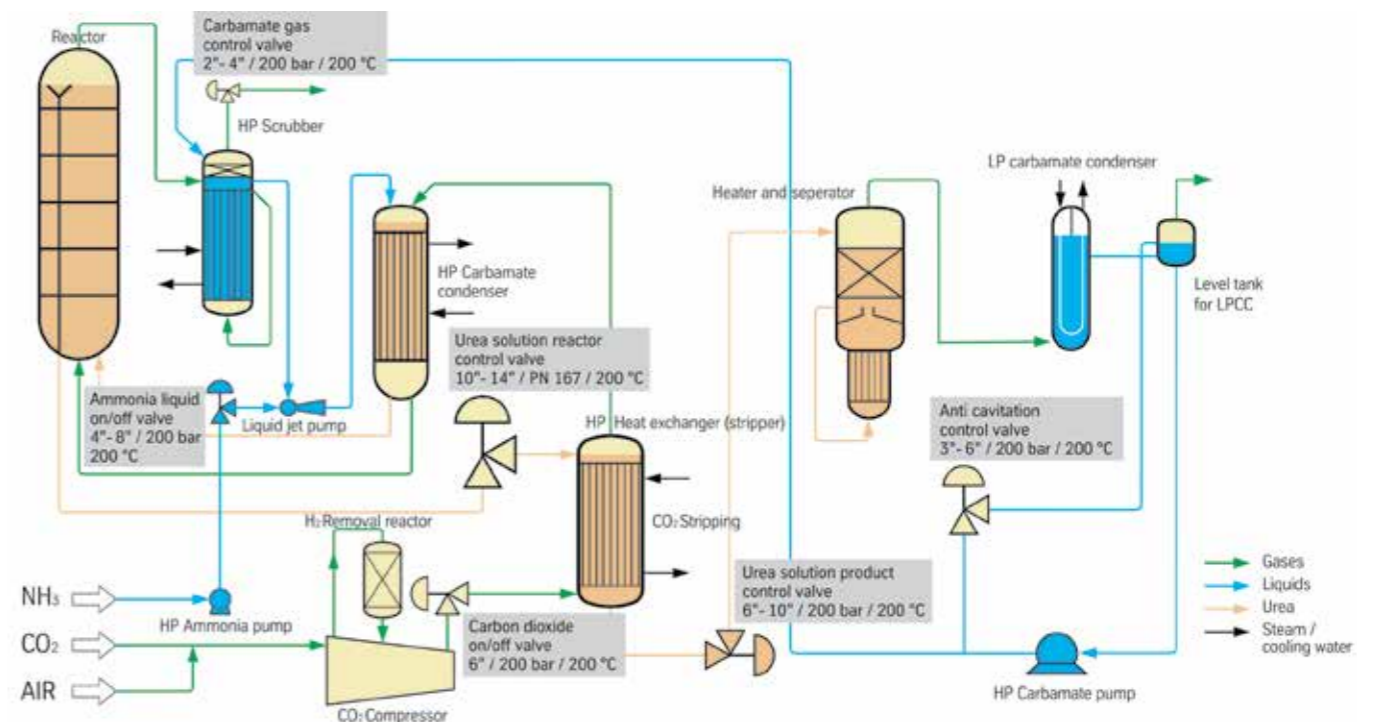 Reactor
Carbamate gas
control valve
2"- 4" / 200 bar / 200 °C
HP Scrubber
HP Carbamate
condenser
Urea solution reactor
control valve
10"- 14" / PN 167 / 200 °C
Ammonia liquid
on/off valve
4"- 8" / 200 bar
200 °C
Liquid jet pump
HP Heat exchanger (stripper)
CO₂ Stripping
H₂ Removal reactor
Heater and seperator
LP carbamate condenser
Level tank
for LPCC
Anti cavitation
control valve
3"- 6" / 200 bar / 200 °C
Urea solution product
control valve
6"- 10" / 200 bar / 200 °C
Carbon dioxide
on/off valve
6" / 200 bar / 200 °C
NH₃
HP Ammonia pump
CO₂
AIR
CO₂ Compressor
HP Carbamate pump
Gases
Liquids
Urea
Steam /
cooling water